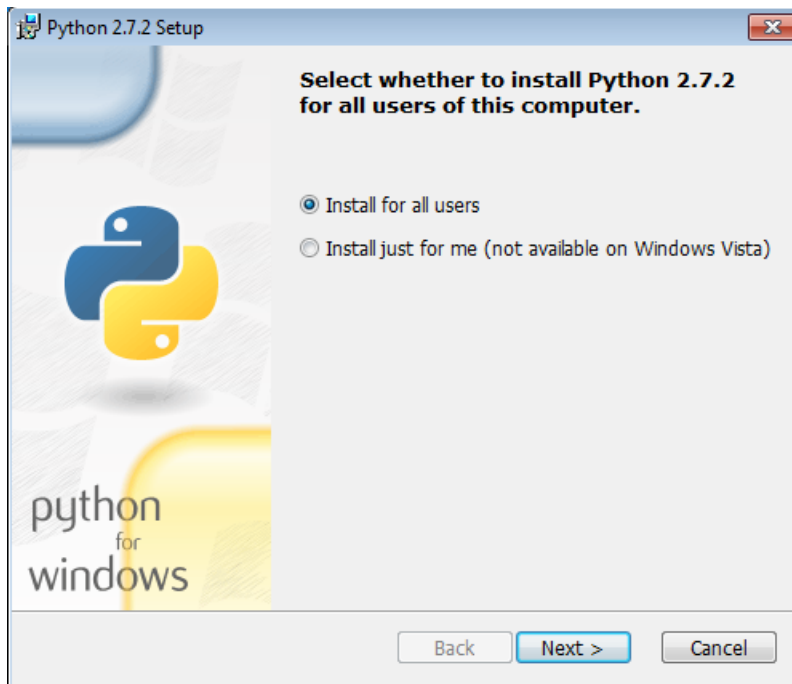 Python 2.7.2 Setup
Select whether to install Python 2.7.2
for all users of this computer.
Install for all users
Install just for me (not available on Windows Vista)
python
for
windows
Back
Next >
Cancel